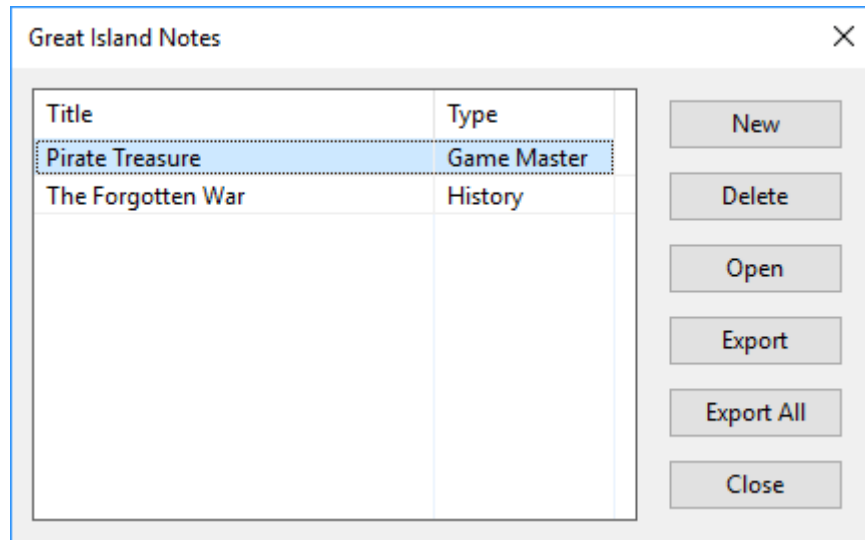 Great Island Notes
Title Type
Pirate Treasure Game Master
The Forgotten War History
New
Delete
Open
Export
Export All
Close